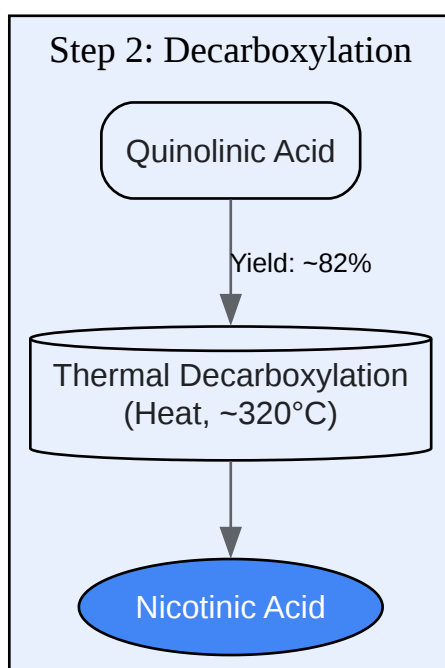 Step 2: Decarboxylation
Quinolinic Acid
Yield: ~82%
Thermal Decarboxylation
(Heat, ~320°C)
Nicotinic Acid